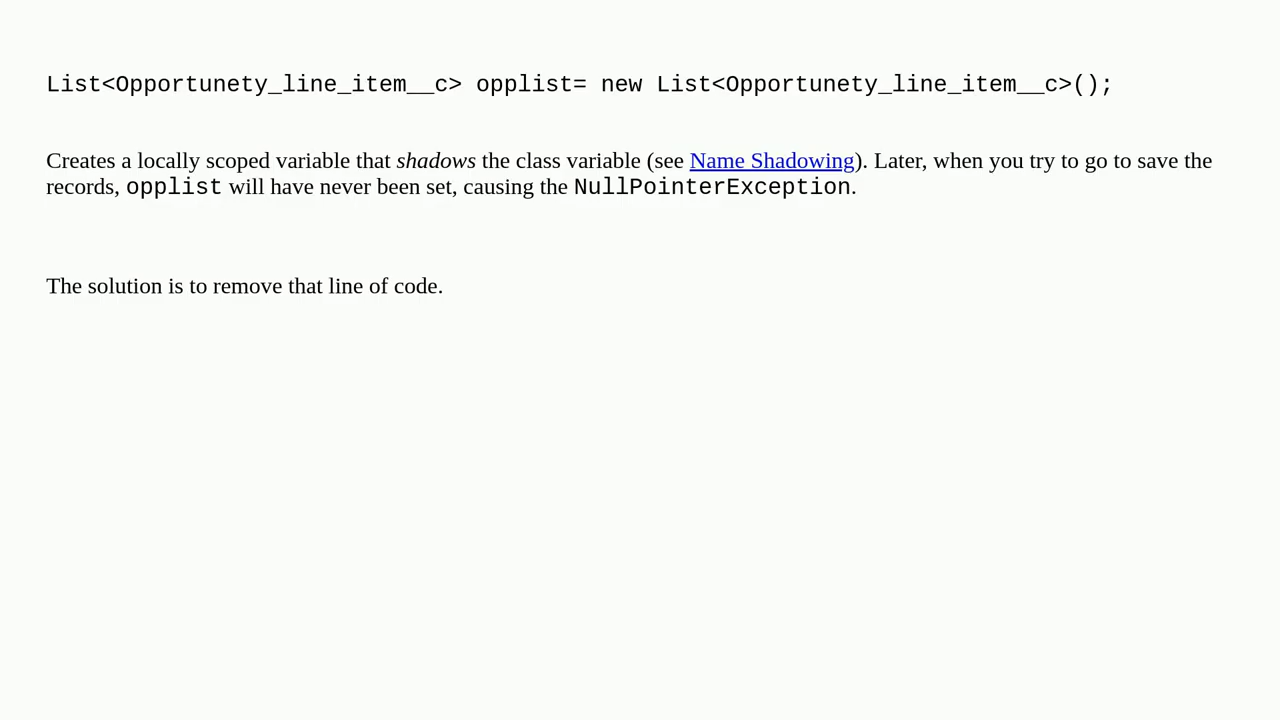 List<Opportunety_line_item__c> opplist= new List<Opportunety_line_item__c>();
Creates a locally scoped variable that shadows the class variable (see Name Shadowing). Later, when you try to go to save the
records, opplist will have never been set, causing the NullPointerException.
The solution is to remove that line of code.